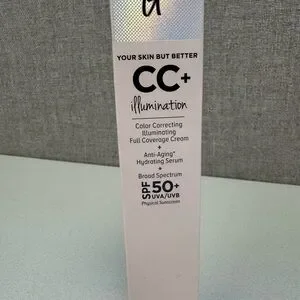 YOUR SKIN BUT BETTER
CC+
illumination
Color Correcting
Illuminating
Full Coverage Cream
+
Anti-Aging*
Hydrating Serum
+
Broad Spectrum
SPF 50+
UVA/UVB
Physical Sunscreen